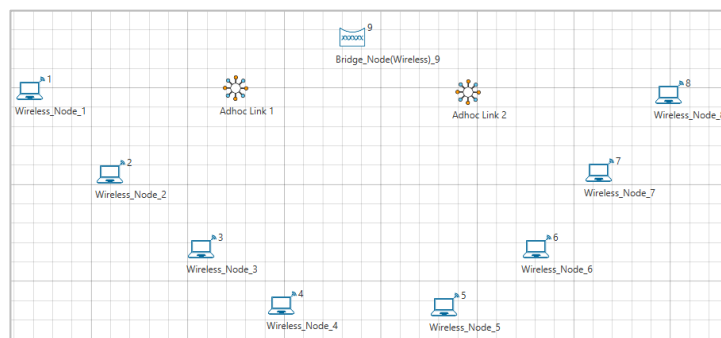 9
Bridge_Node(Wireless)_9
1
Wireless_Node_1
Adhoc Link 1
Adhoc Link 2
8
Wireless_Node_8
2
Wireless_Node_2
7
Wireless_Node_7
3
Wireless_Node_3
6
Wireless_Node_6
4
Wireless_Node_4
5
Wireless_Node_5